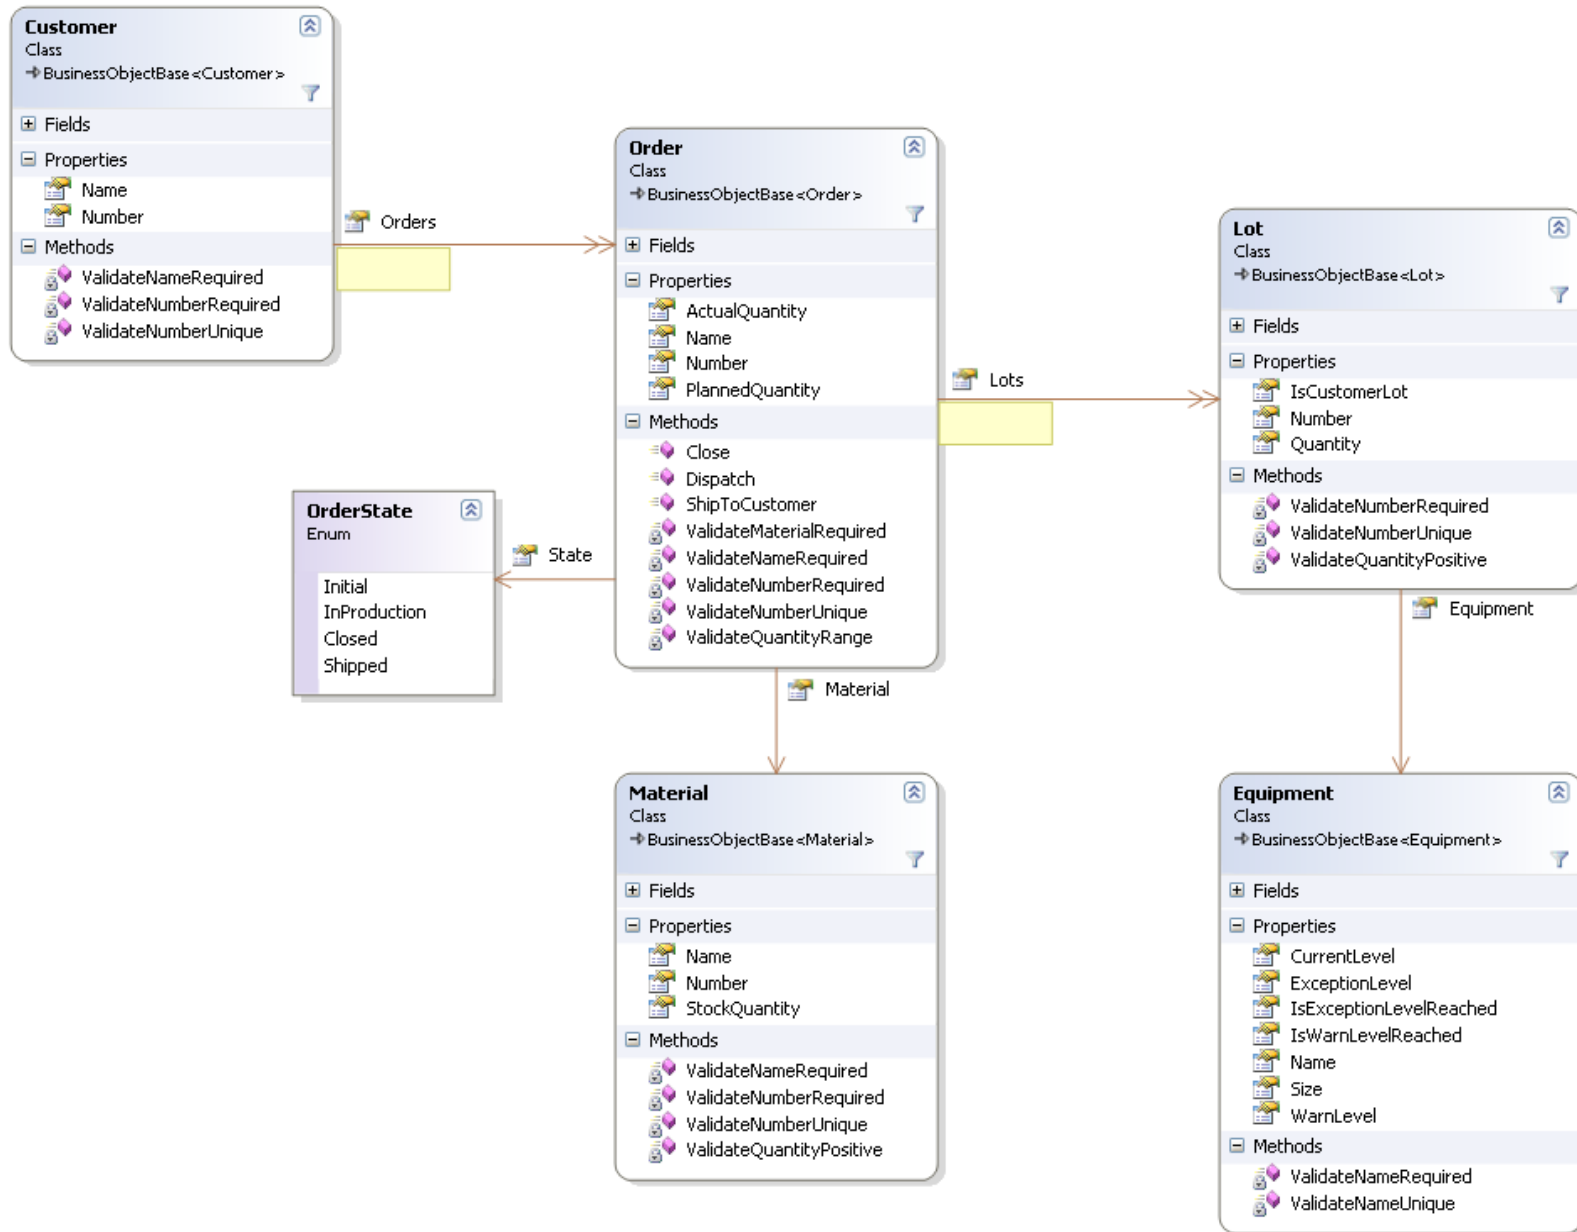 Customer
Class
BusinessObjectBase<Customer>
Fields
Properties
Name
Number
Methods
ValidateNameRequired
ValidateNumberRequired
ValidateNumberUnique
Orders
Order
Class
BusinessObjectBase<Order>
Fields
Properties
ActualQuantity
Name
Number
PlannedQuantity
Methods
Close
Dispatch
ShipToCustomer
ValidateMaterialRequired
ValidateNameRequired
ValidateNumberRequired
ValidateNumberUnique
ValidateQuantityRange
Lots
Lot
Class
BusinessObjectBase<Lot>
Fields
Properties
IsCustomerLot
Number
Quantity
Methods
ValidateNumberRequired
ValidateNumberUnique
ValidateQuantityPositive
State
OrderState
Enum
Initial
InProduction
Closed
Shipped
Material
Material
Class
BusinessObjectBase<Material>
Fields
Properties
Name
Number
StockQuantity
Methods
ValidateNameRequired
ValidateNumberRequired
ValidateNumberUnique
ValidateQuantityPositive
Equipment
Equipment
Class
BusinessObjectBase<Equipment>
Fields
Properties
CurrentLevel
ExceptionLevel
IsExceptionLevelReached
IsWarnLevelReached
Name
Size
WarnLevel
Methods
ValidateNameRequired
ValidateNameUnique